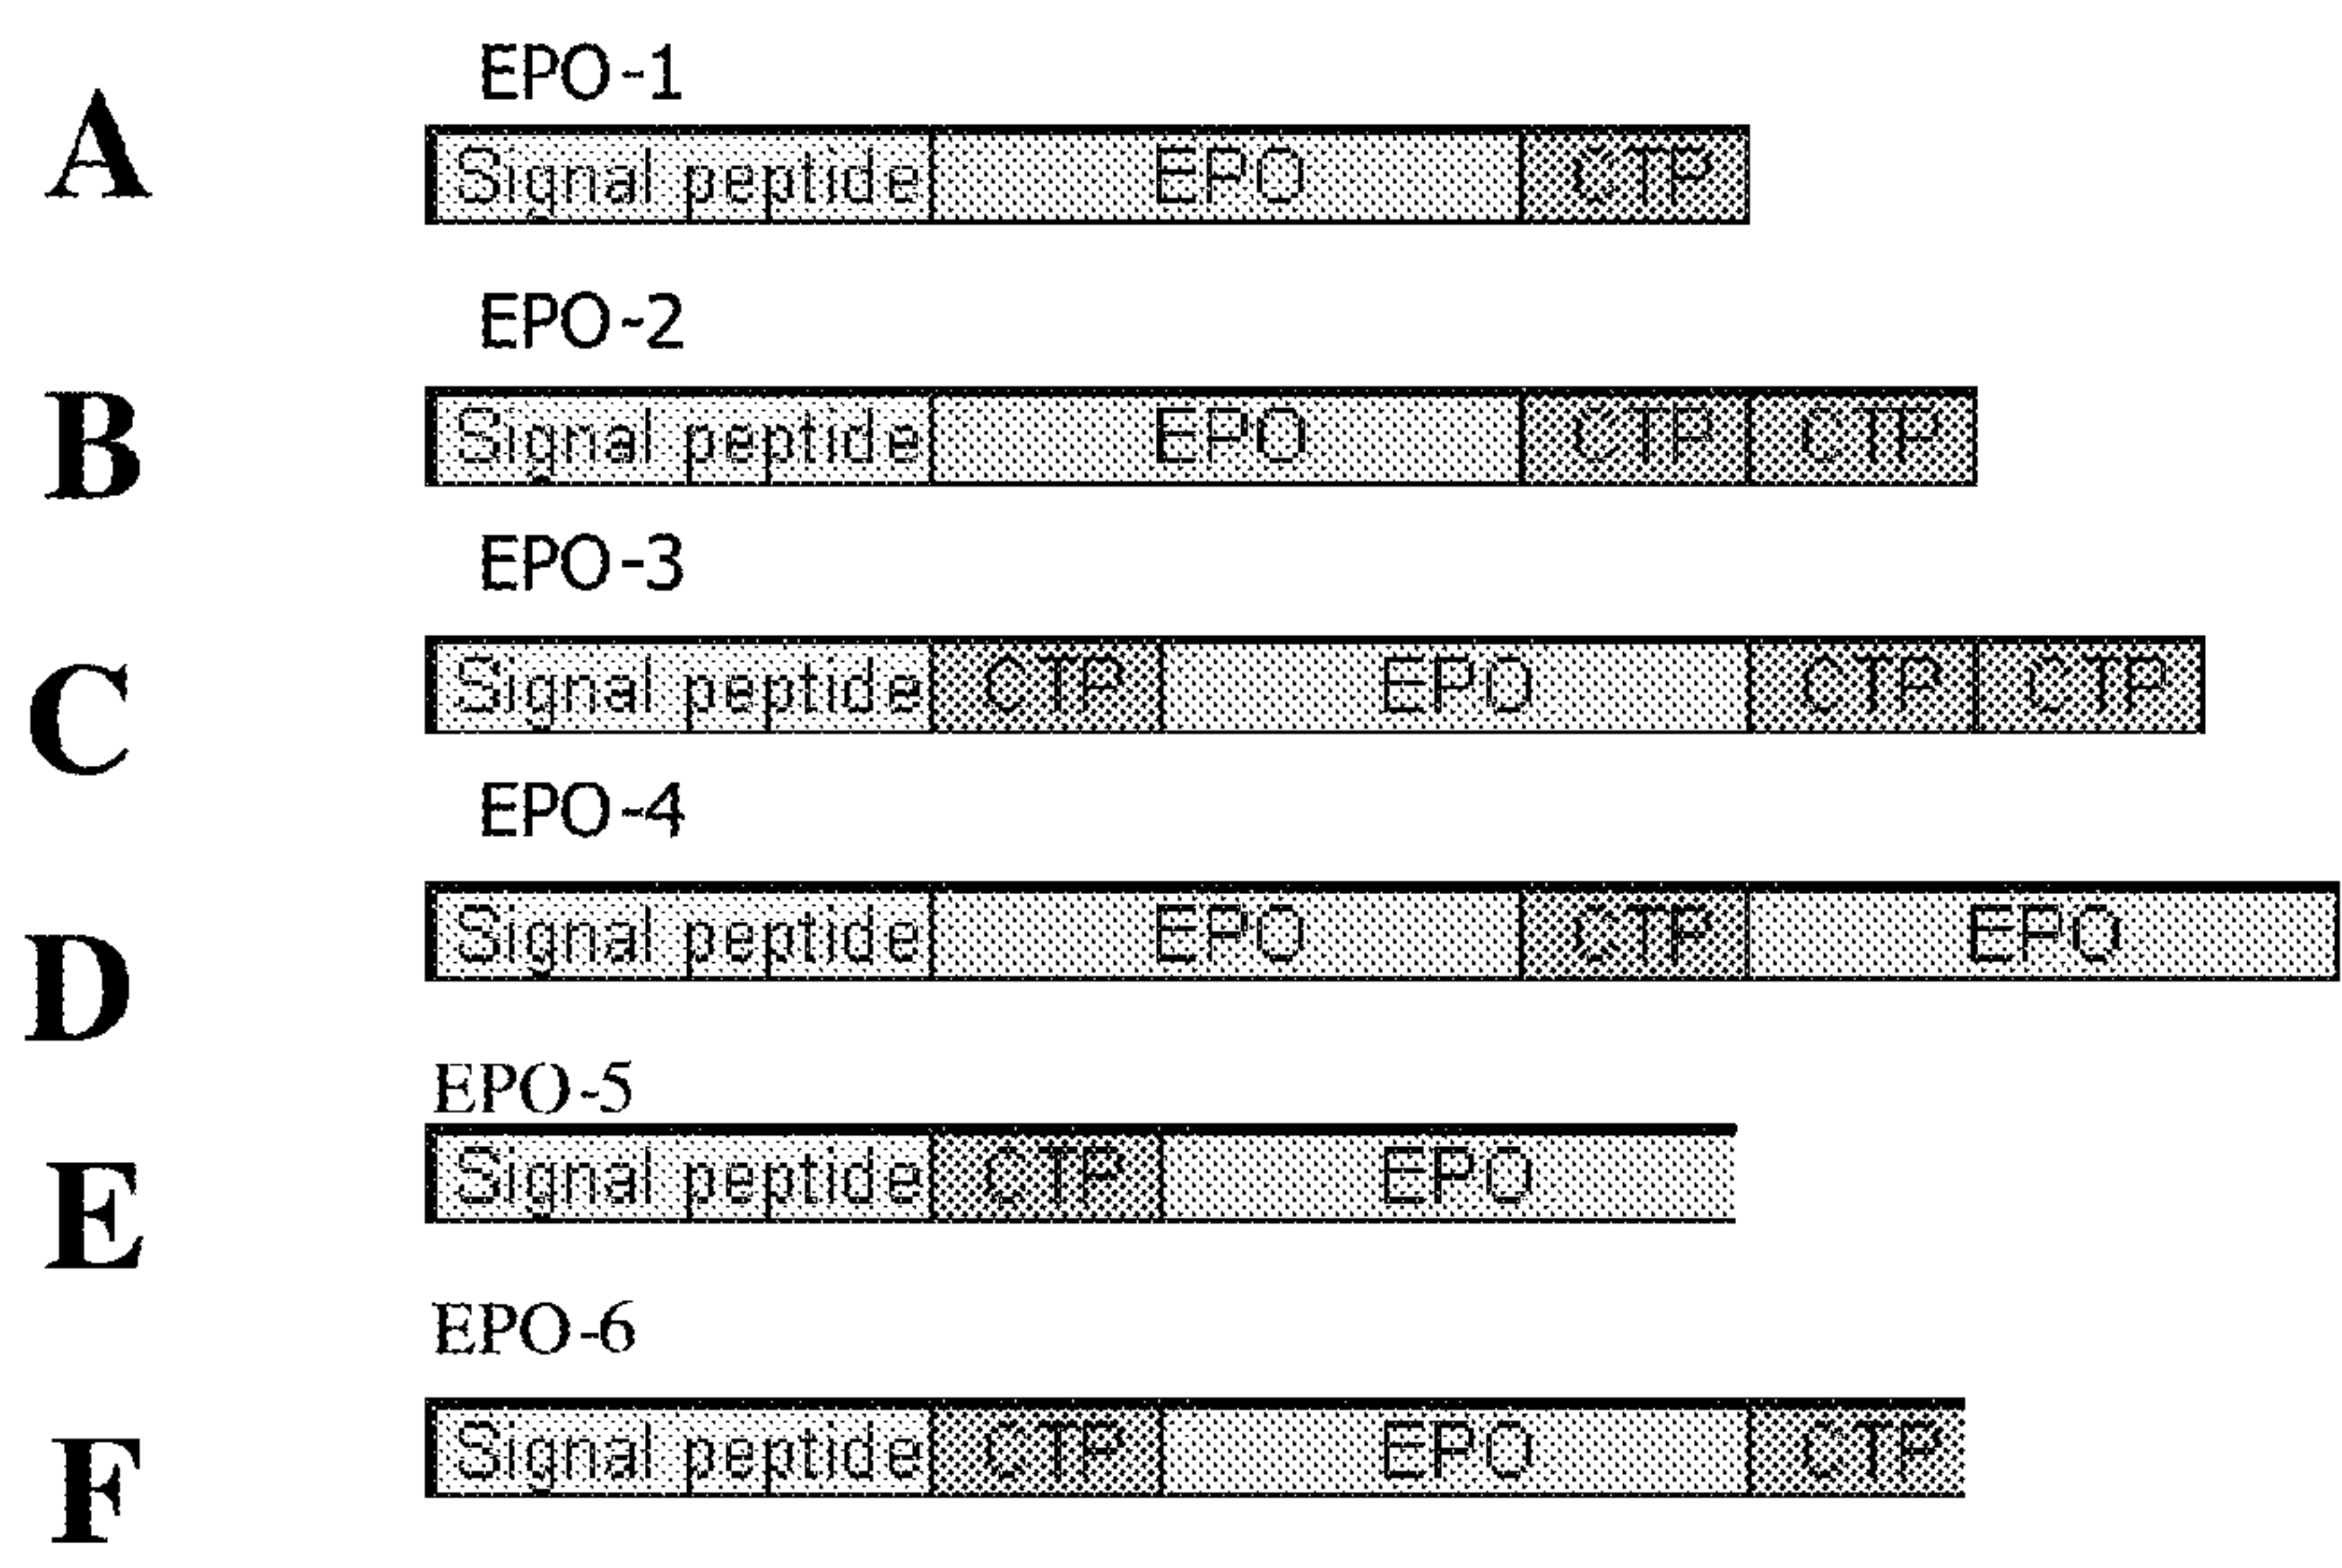 EPO-1
A
Signal peptide EPO CTP
EPO-2
B
Signal peptide EPO CTP CTP
EPO-3
C
Signal peptide CTP EPO CTP CTP
EPO-4
D
Signal peptide EPO CTP EPO
EPO-5
E
Signal peptide CTP EPO
EPO-6
F
Signal peptide CTP EPO CTP